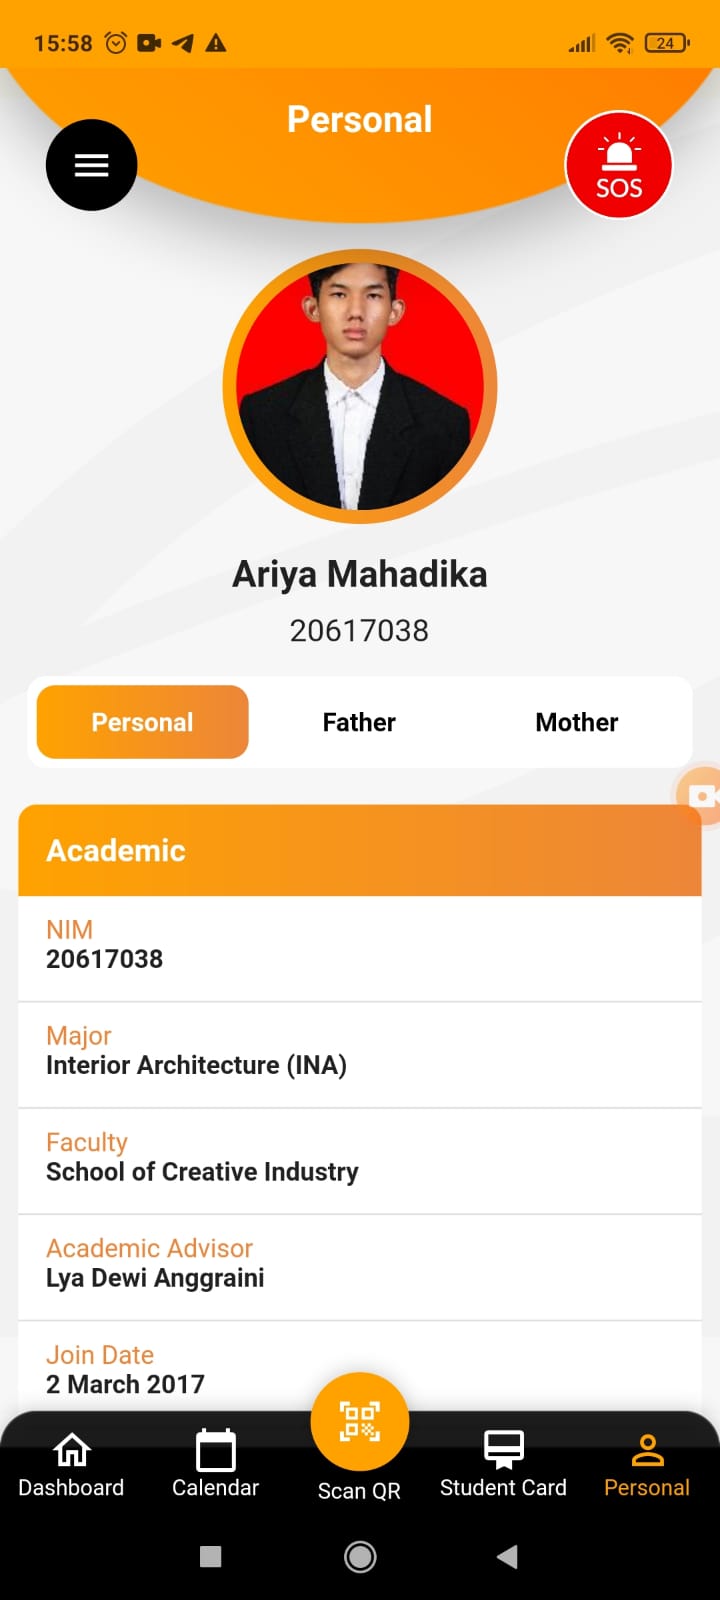 15:58
24
Personal
SOS
Ariya Mahadika
20617038
Personal
Father
Mother
Academic
NIM
20617038
Major
Interior Architecture (INA)
Faculty
School of Creative Industry
Academic Advisor
Lya Dewi Anggraini
Join Date
2 March 2017
Dashboard
Calendar
Scan QR
Student Card
Personal